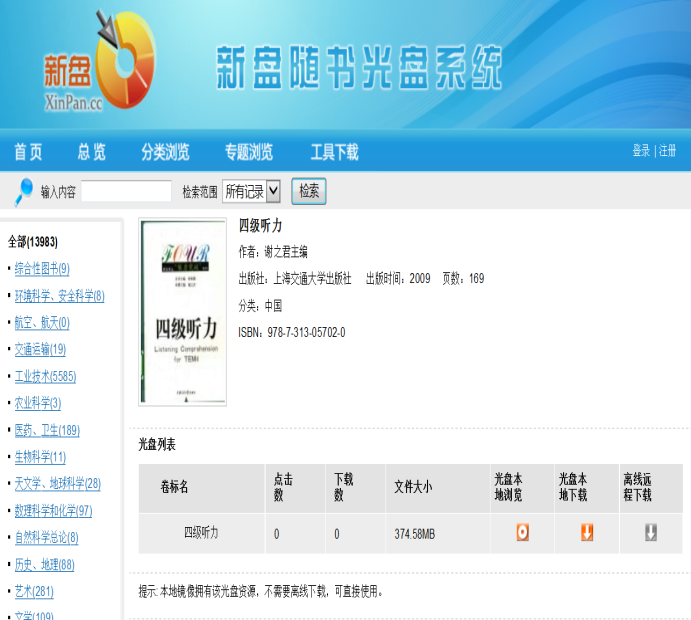 新盘
XinPan.cc
新盘随书光盘系统
首 页 总 览 分类浏览 专题浏览 工具下载 登录 | 注册
输入内容 检索范围 所有记录 检索
全部(13983)
综合性图书(9)
环境科学、安全科学(8)
航空、航天(0)
交通运输(19)
工业技术(5585)
农业科学(3)
医药、卫生(189)
生物科学(11)
天文学、地球科学(28)
数理科学和化学(97)
自然科学总论(8)
历史、地理(88)
艺术(281)
文学(109)
FOUR
四级听力
Listening Comprehension
for TEM4
四级听力
作者：谢之君主编
出版社：上海交通大学出版社 出版时间：2009 页数：169
分类：中国
ISBN：978-7-313-05702-0
光盘列表
卷标名 点击数 下载数 文件大小 光盘本地浏览 光盘本地下载 离线远程下载
四级听力 0 0 374.58MB
提示: 本地镜像拥有该光盘资源，不需要离线下载，可直接使用。